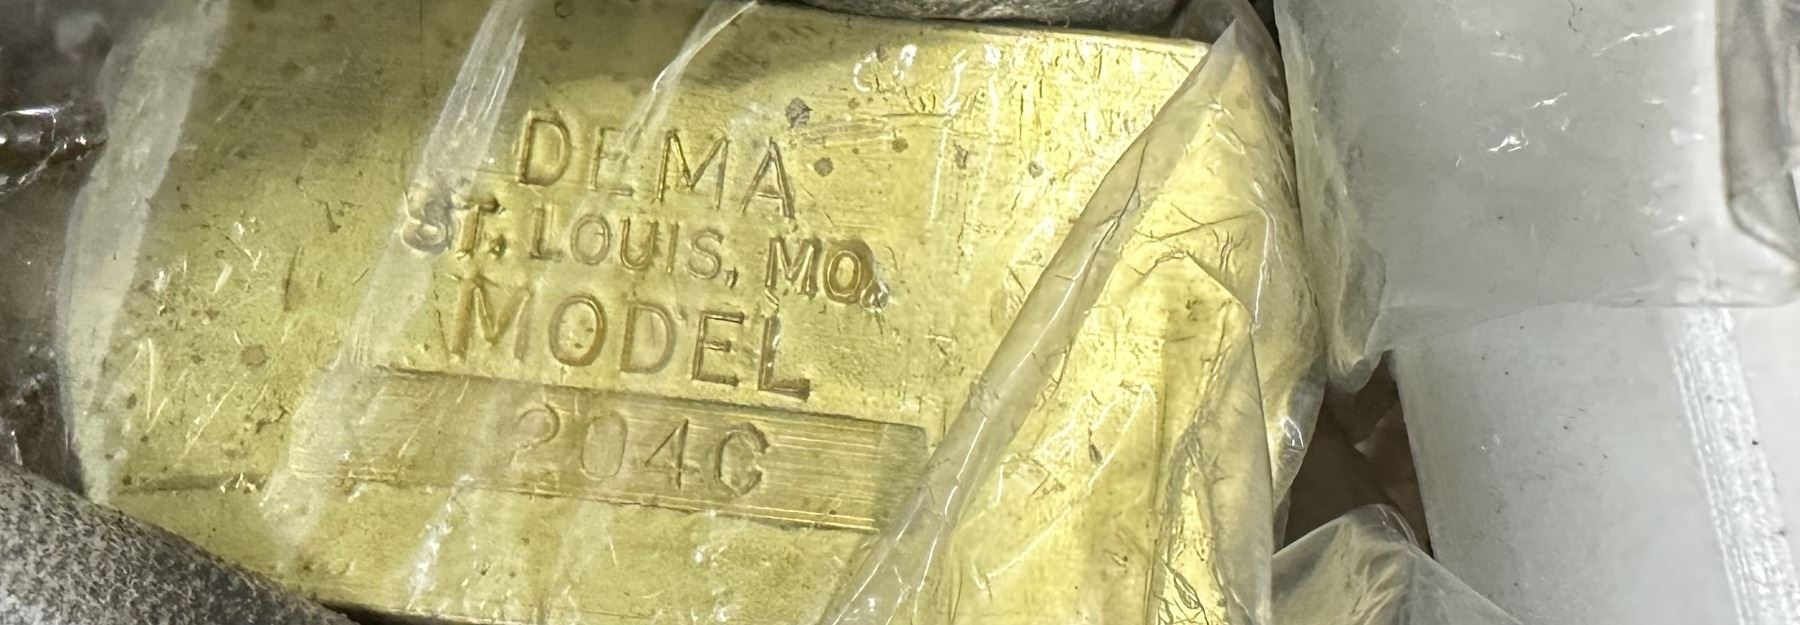 DEMA
ST. LOUIS, MO.
MODEL
204C